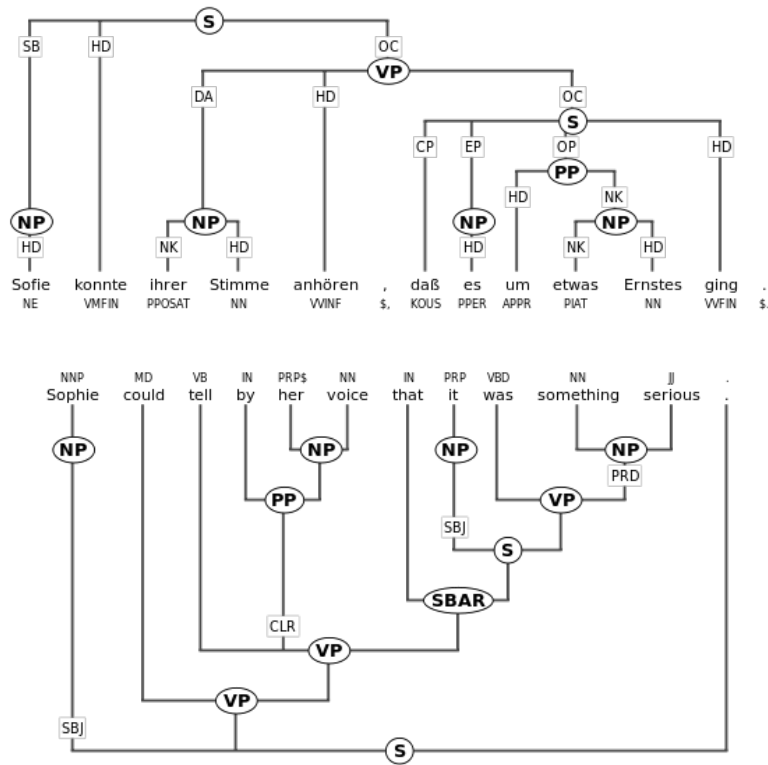 S
SB HD OC
VP
DA HD OC
S
CP EP OP HD
PP
HD NK
NP NP NP NP
HD NK HD HD NK HD
Sofie konnte ihrer Stimme anhören , daß es um etwas Ernstes ging .
NE VMFIN PPOSAT NN VVINF $, KOUS PPER APPR PIAT NN VVFIN $.
NNP MD VB IN PRP$ NN IN PRP VBD NN JJ .
Sophie could tell by her voice that it was something serious .
NP NP NP NP
PRD
PP VP
SBJ
S
SBAR
CLR
VP
VP
SBJ
S